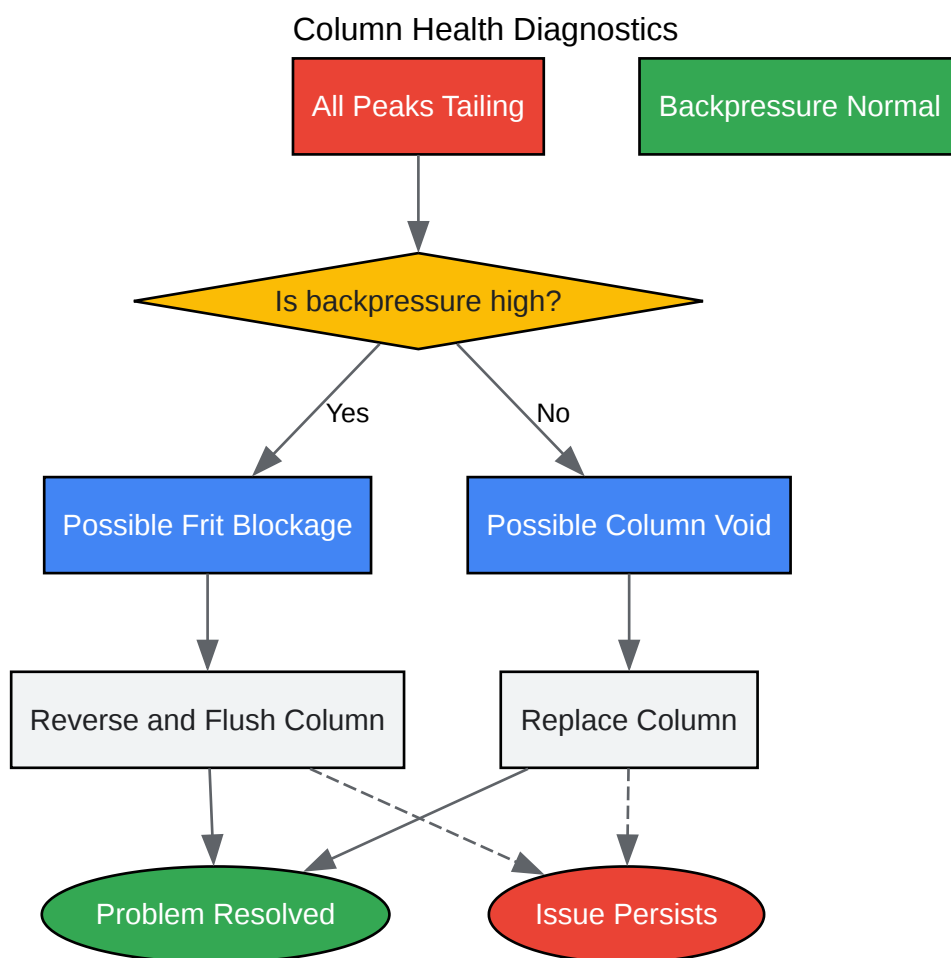 Column Health Diagnostics
All Peaks Tailing
Backpressure Normal
Is backpressure high?
Yes
No
Possible Frit Blockage
Possible Column Void
Reverse and Flush Column
Replace Column
Problem Resolved
Issue Persists